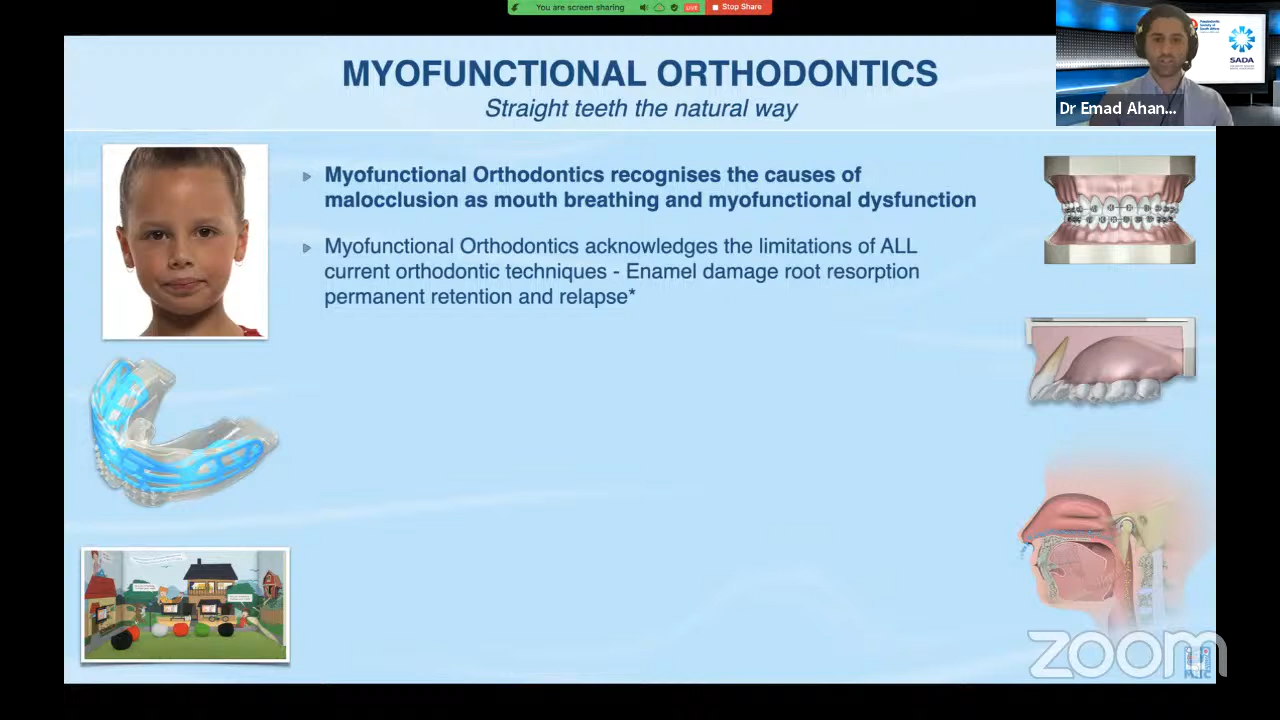 You are screen sharing
LIVE
Stop Share
MYOFUNCTIONAL ORTHODONTICS
Straight teeth the natural way
SADA
Dr Emad Ahan...
Myofunctional Orthodontics recognises the causes of
malocclusion as mouth breathing and myofunctional dysfunction
Myofunctional Orthodontics acknowledges the limitations of ALL
current orthodontic techniques - Enamel damage root resorption
permanent retention and relapse*
zoom